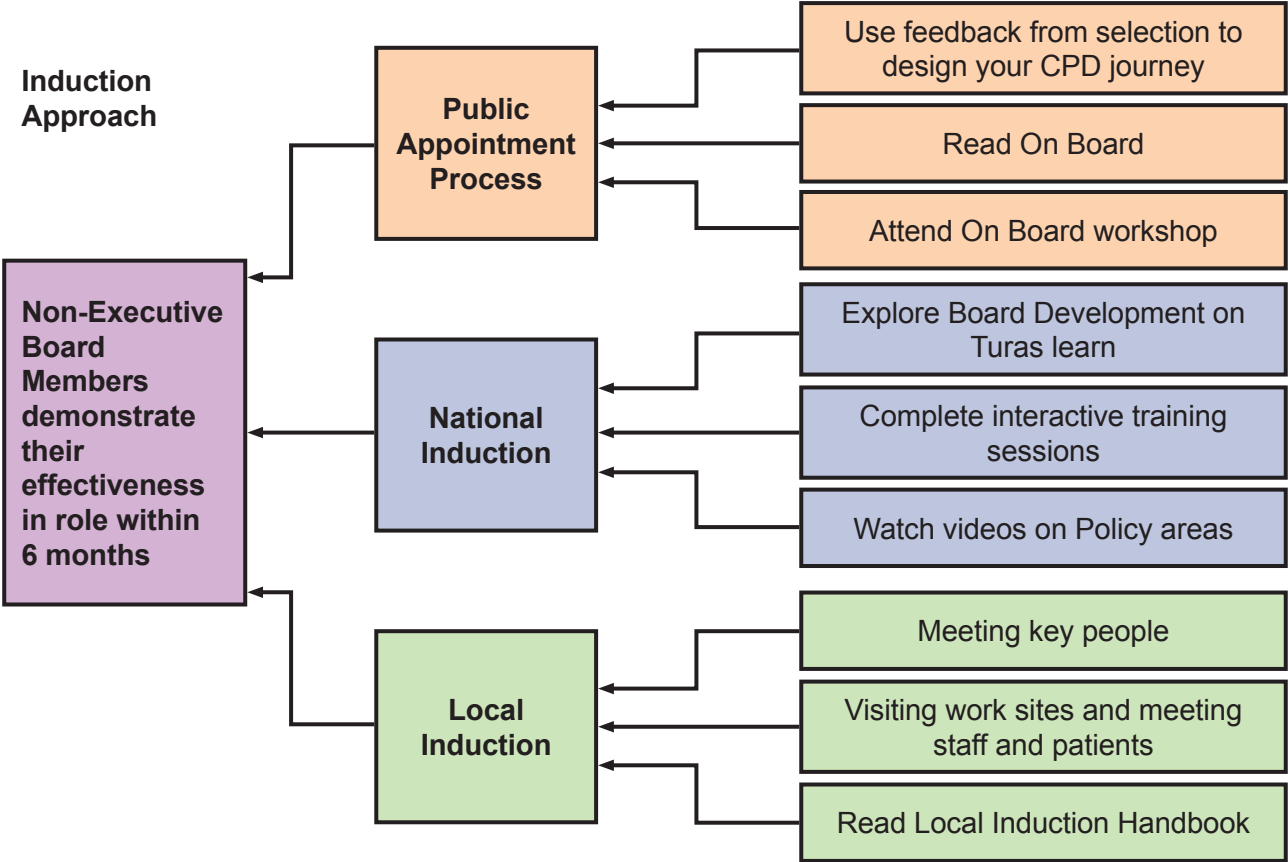 Induction
Approach
Non-Executive
Board
Members
demonstrate
their
effectiveness
in role within
6 months
Public
Appointment
Process
Use feedback from selection to
design your CPD journey
Read On Board
Attend On Board workshop
National
Induction
Explore Board Development on
Turas learn
Complete interactive training
sessions
Watch videos on Policy areas
Local
Induction
Meeting key people
Visiting work sites and meeting
staff and patients
Read Local Induction Handbook